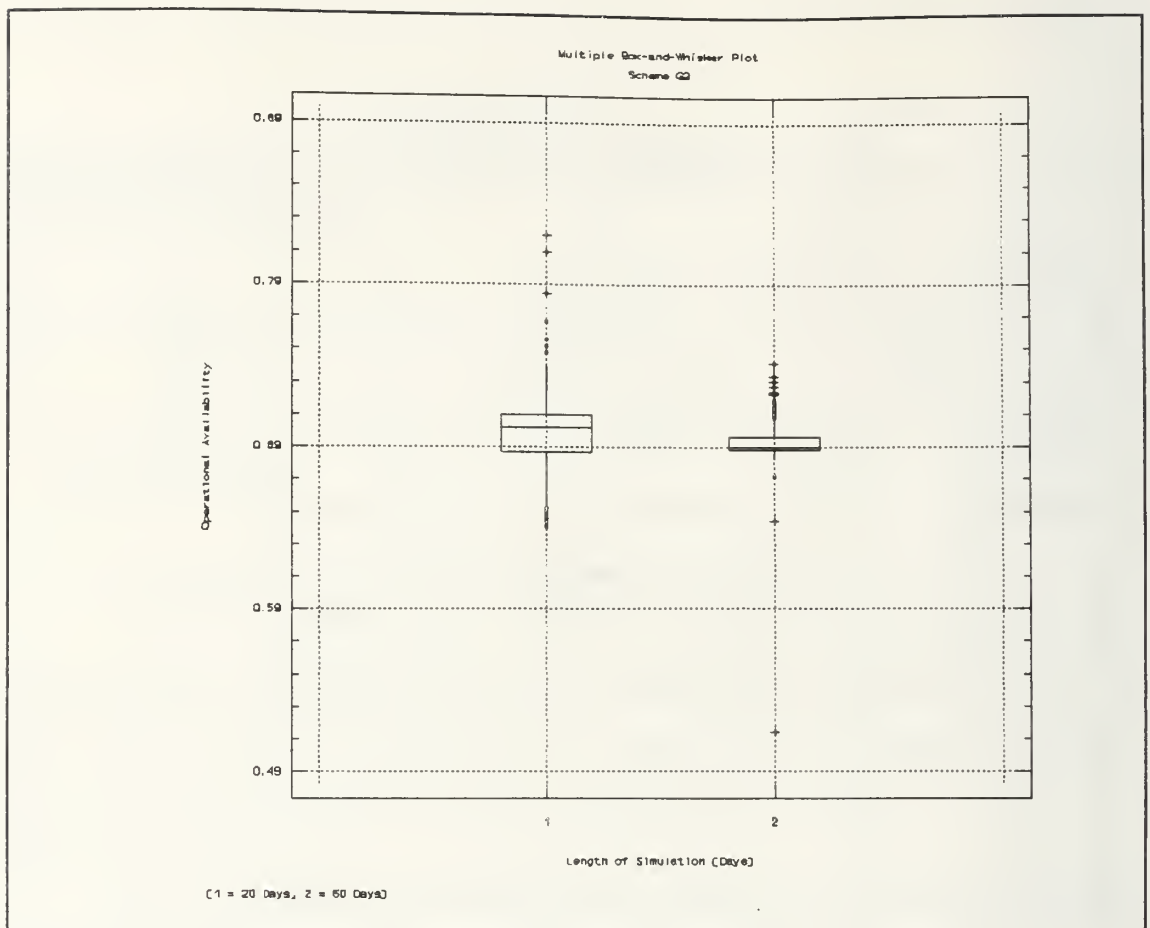 Multiple Box-and-Whisker Plot
Scheme
0.89
0.79
0.69
0.59
0.49
Operational Availability
1
2
Length of Simulation (Days)
(1 = 20 Days, 2 = 60 Days)